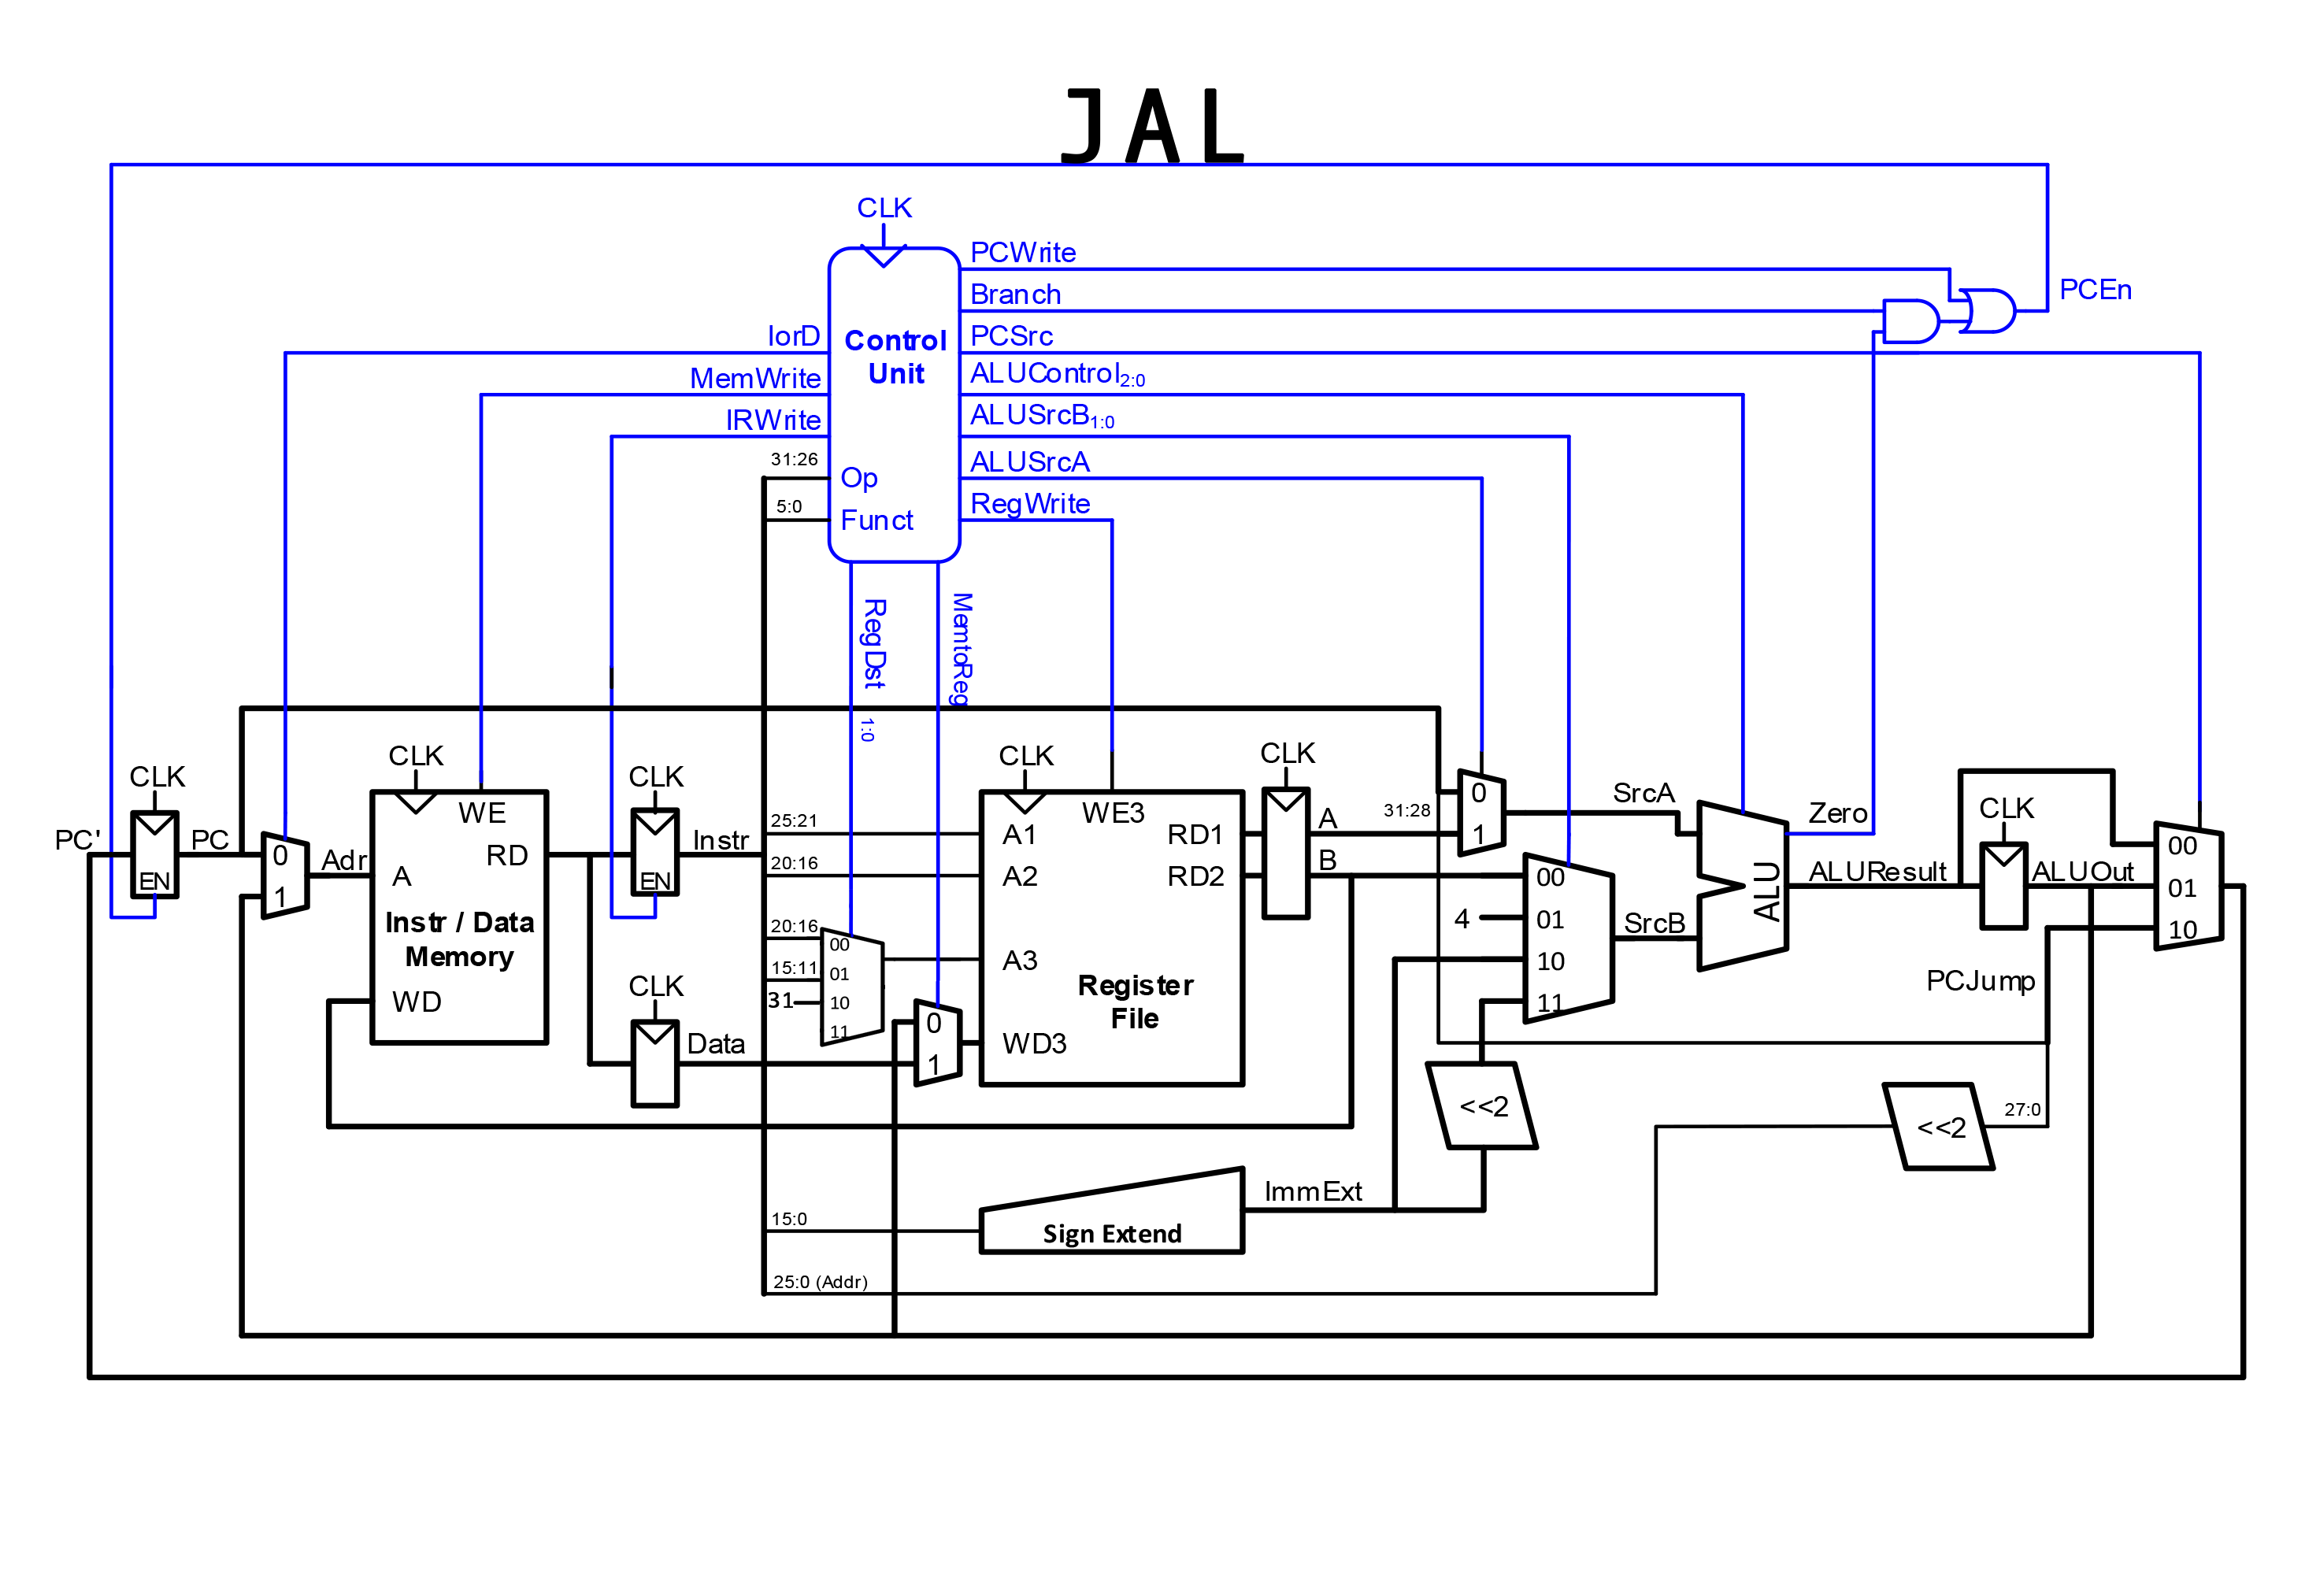 JAL
CLK
PCWrite
Branch
PCEn
IorD
Control
Unit
PCSrc
MemWrite
ALUControl2:0
IRWrite
ALUSrcB1:0
31:26
Op
ALUSrcA
5:0
Funct
RegWrite
RegDst
1:0
MemtoReg
CLK
CLK
CLK
CLK
CLK
PC'
EN
PC
0
1
Adr
WE
A
RD
Instr / Data
Memory
WD
EN
Instr
CLK
Data
25:21
20:16
20:16
15:11
31
00
01
10
11
0
1
A1
A2
A3
WD3
WE3
RD1
RD2
Register
File
A
B
31:28
0
1
SrcA
4
00
01
10
11
SrcB
ALU
Zero
ALUResult
CLK
ALUOut
00
01
10
PCJump
<<2
<<2
27:0
ImmExt
15:0
Sign Extend
25:0 (Addr)